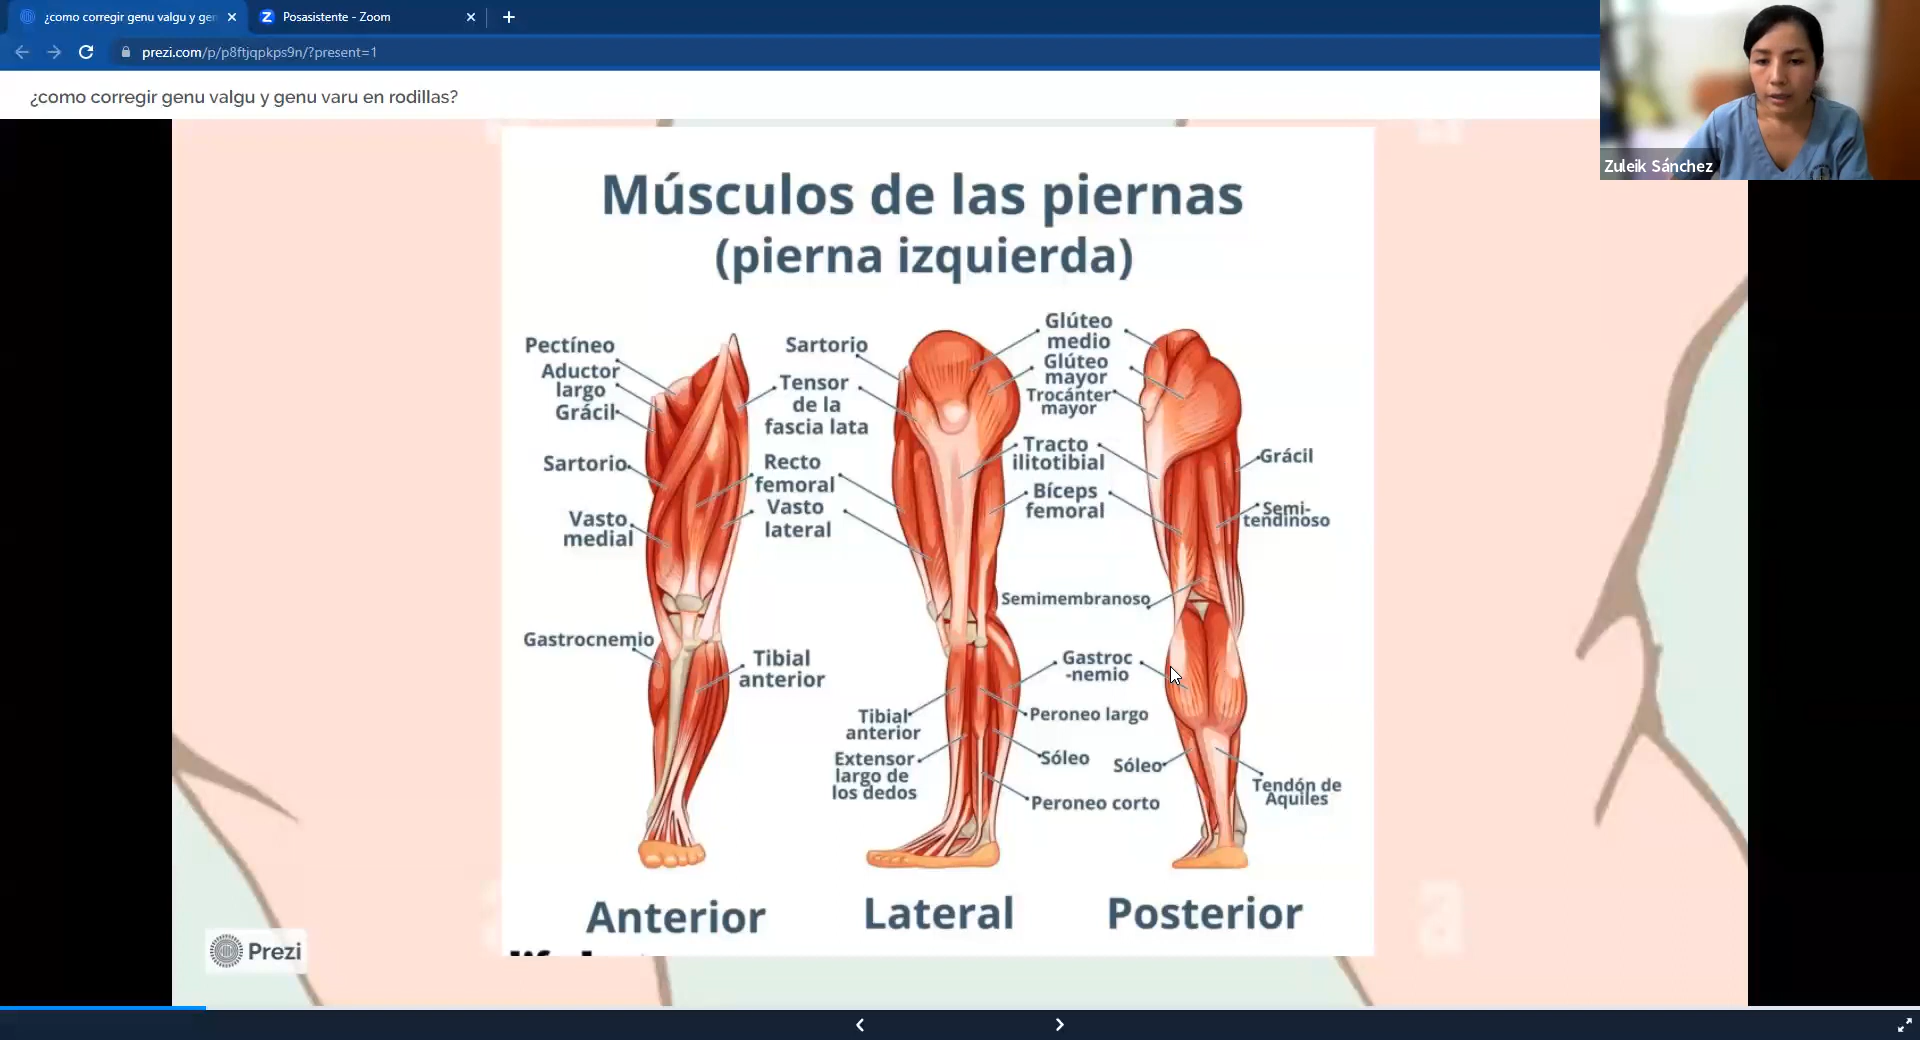 ¿como corregir genu valgu y ge
Posasistente - Zoom
prezi.com/p/p8ftjqpkps9n/?present=1
¿como corregir genu valgu y genu varu en rodillas?
Zuleik Sánchez
Músculos de las piernas
(pierna izquierda)
Pectíneo
Aductor
largo
Grácil
Sartorio
Vasto
medial
Gastrocnemio
Sartorio
Tensor
de la
fascia lata
Recto
femoral
Vasto
lateral
Tibial
anterior
Tibial
anterior
Extensor
largo de
los dedos
Glúteo
medio
Glúteo
mayor
Trocánter
mayor
Tracto
ilitotibial
Bíceps
femoral
Semimembranoso
Gastroc
-nemio
Peroneo largo
Sóleo
Sóleo
Peroneo corto
Grácil
Semi-
tendinoso
Tendón de
Aquiles
Anterior
Lateral
Posterior
Prezi